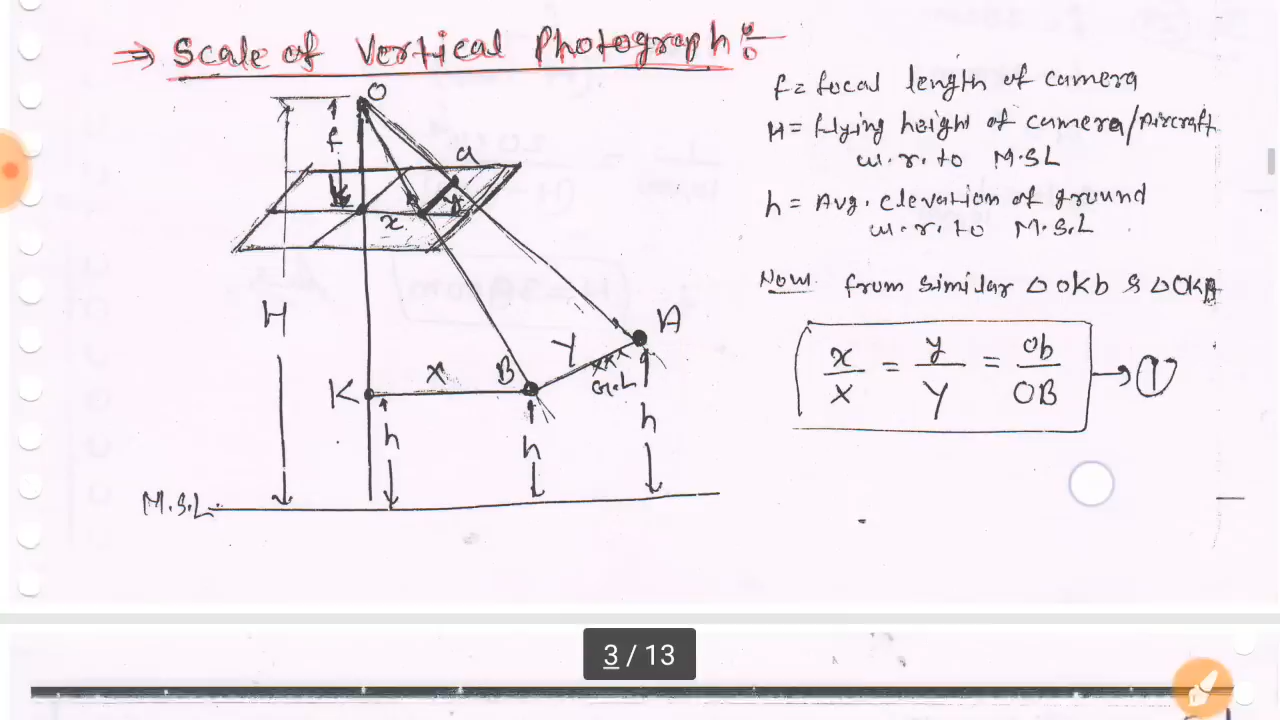 ⇒ Scale of Vertical Photograph :-
O
f
a
b
y
k
x
H
A
Y
X
B
G.L
K
h
h
h
M.S.L
f = focal length of camera
H = flying height of camera/Aircraft
w.r. to M.S.L
h = Avg. elevation of ground
w.r. to M.S.L
Now from similar Δ okb & Δ OKB
x/X = y/Y = ob/OB → ①
3 / 13